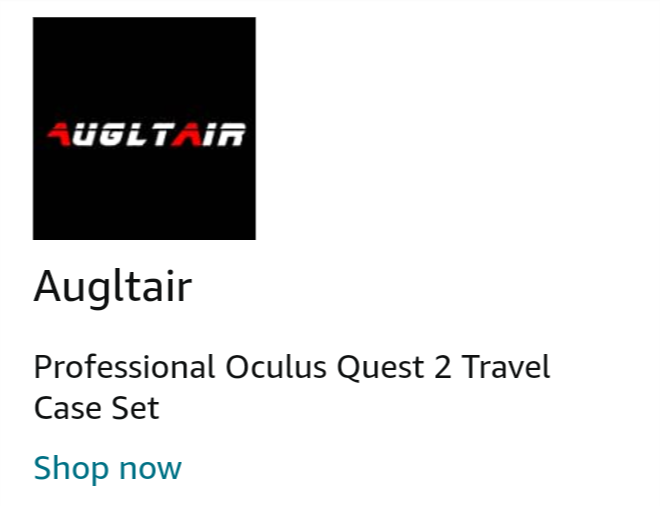 AUGLTAIR
Augltair
Professional Oculus Quest 2 Travel
Case Set
Shop now